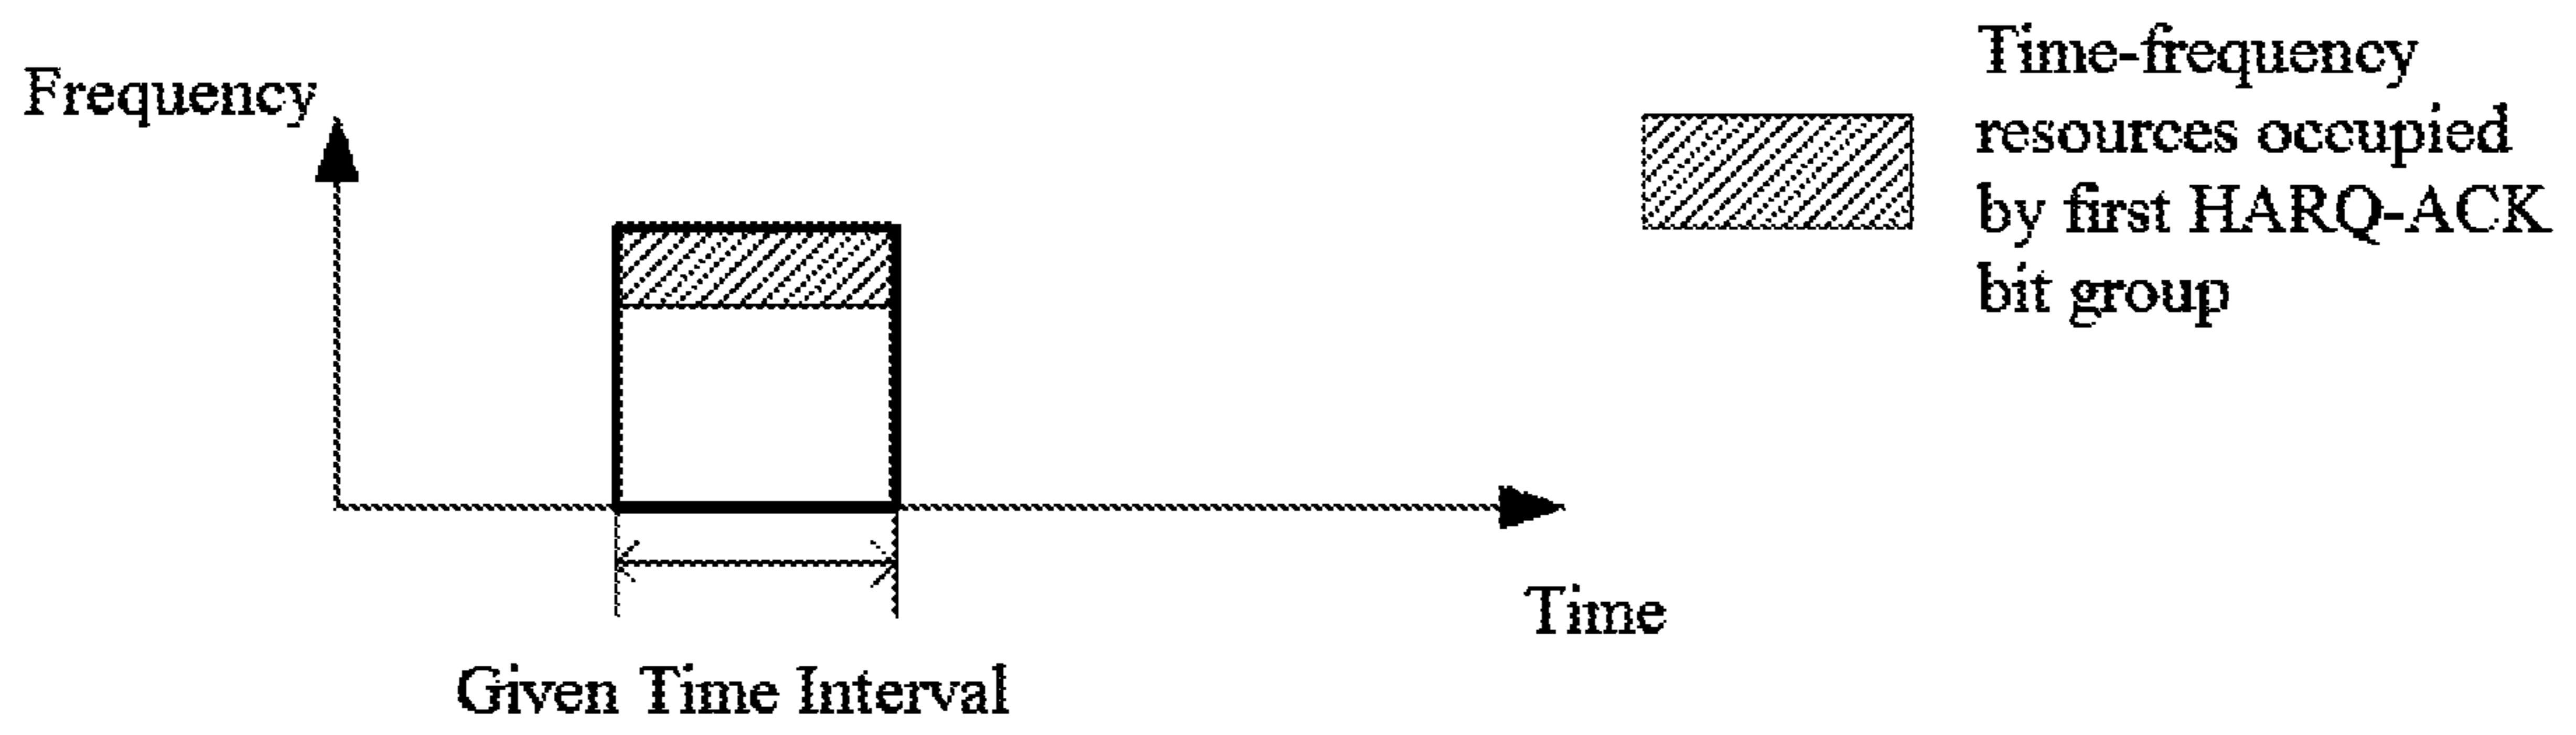 Frequency
Time-frequency
resources occupied
by first HARQ-ACK
bit group
Time
Given Time Interval